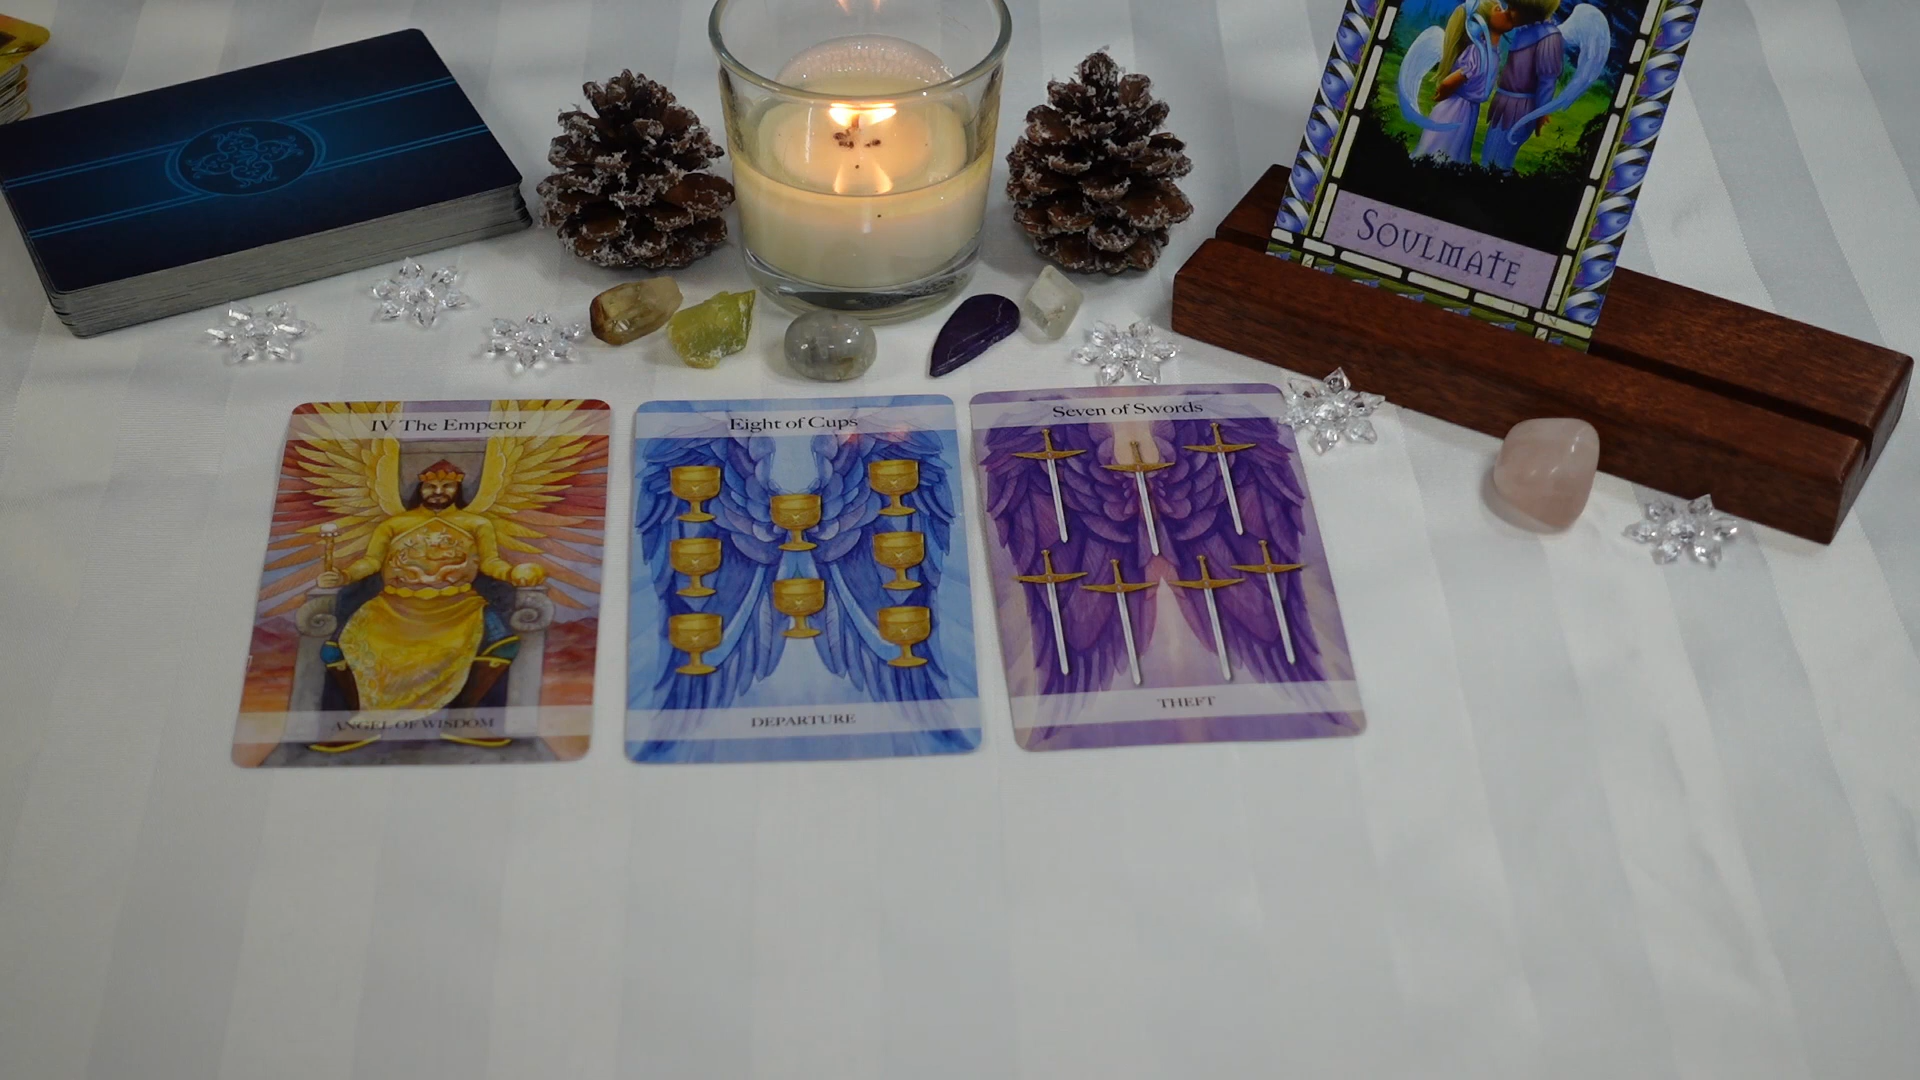 SOULMATE
IV The Emperor
ANGEL OF WISDOM
Eight of Cups
DEPARTURE
Seven of Swords
THEFT